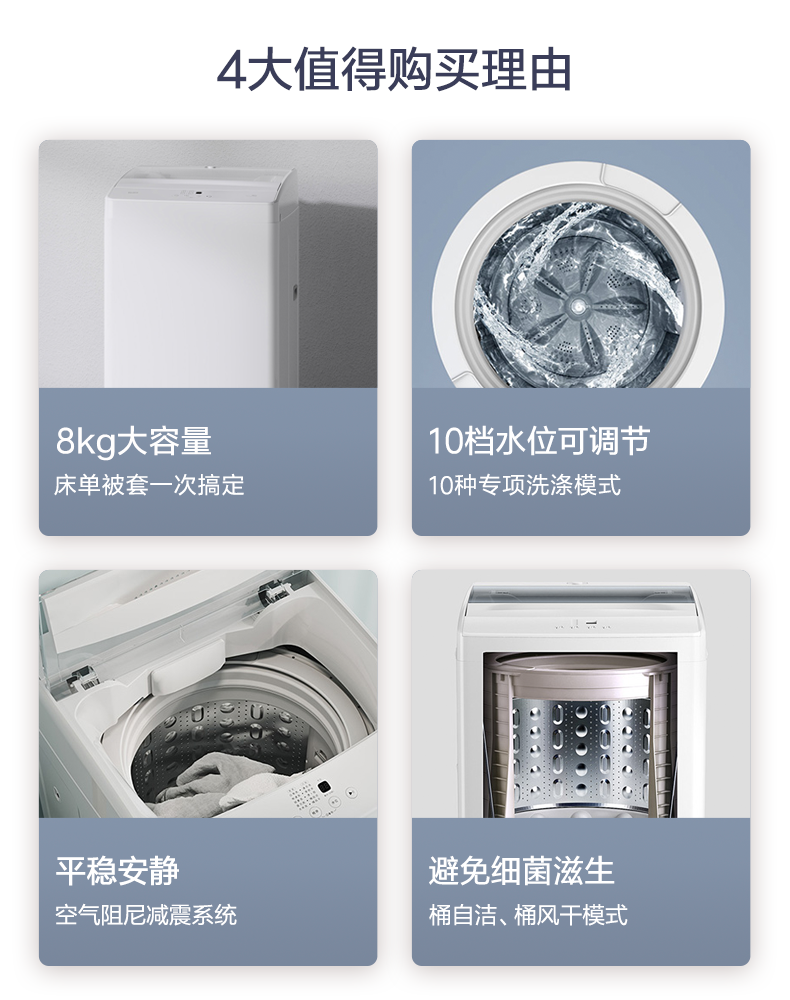 4大值得购买理由
8kg大容量
床单被套一次搞定
10档水位可调节
10种专项洗涤模式
平稳安静
空气阻尼减震系统
避免细菌滋生
桶自洁、桶风干模式